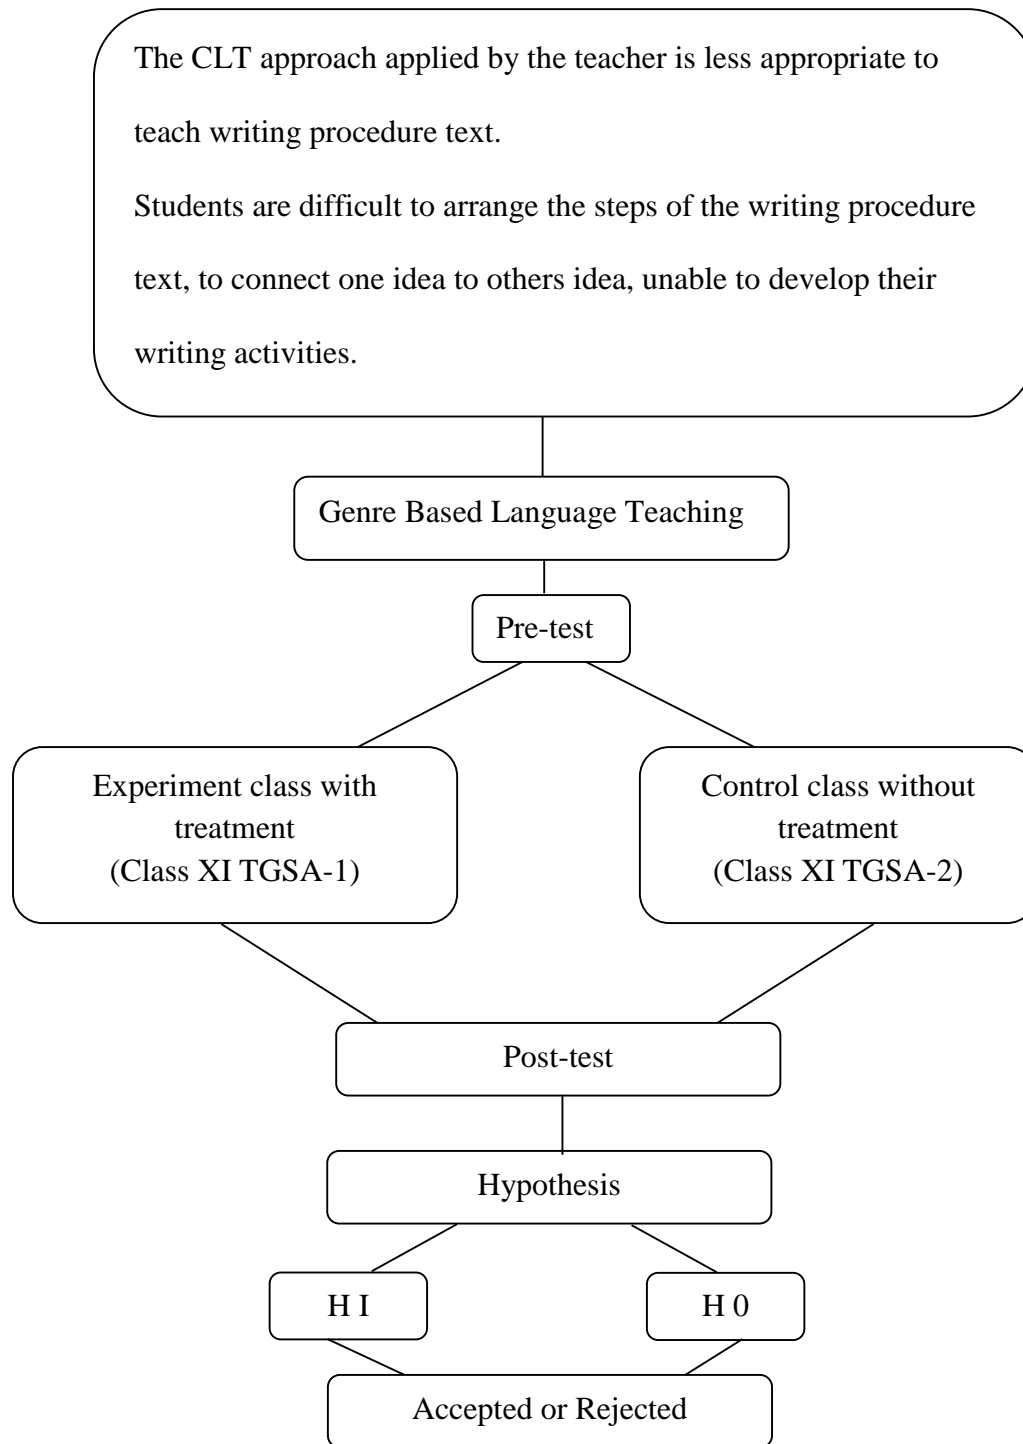 The CLT approach applied by the teacher is less appropriate to
teach writing procedure text.
Students are difficult to arrange the steps of the writing procedure
text, to connect one idea to others idea, unable to develop their
writing activities.
Genre Based Language Teaching
Pre-test
Experiment class with
treatment
(Class XI TGSA-1)
Control class without
treatment
(Class XI TGSA-2)
Post-test
Hypothesis
H I
H 0
Accepted or Rejected